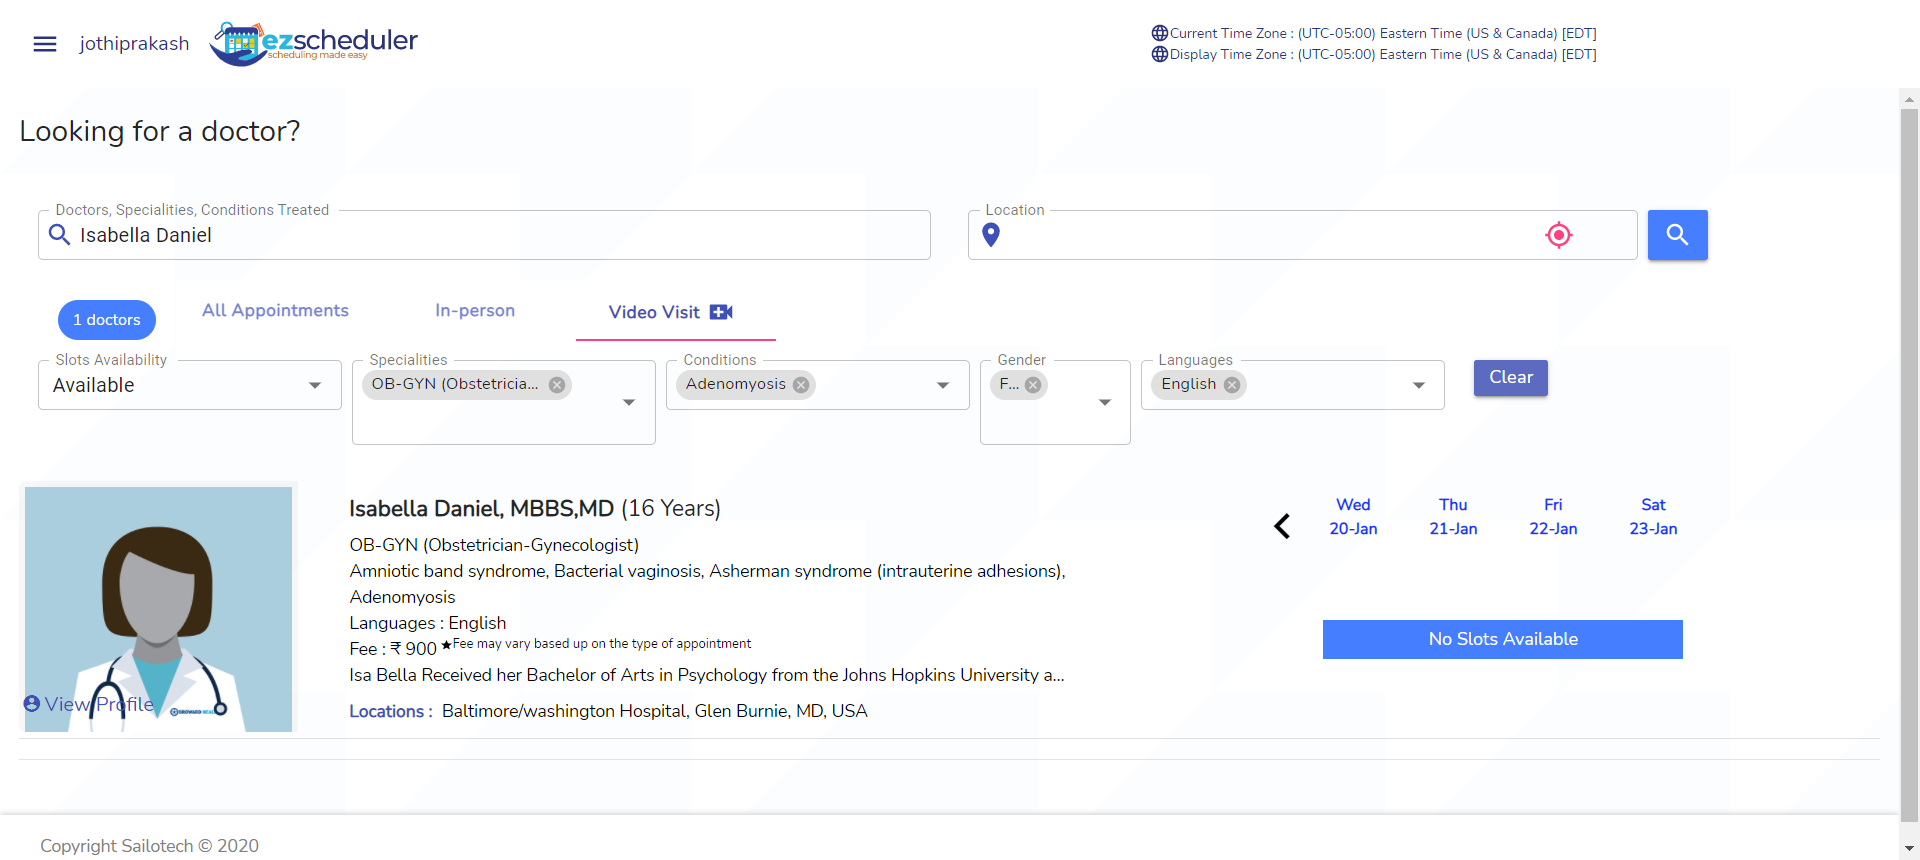 jothiprakash
ezscheduler
scheduling made easy
Current Time Zone : (UTC-05:00) Eastern Time (US & Canada) [EDT]
Display Time Zone : (UTC-05:00) Eastern Time (US & Canada) [EDT]
Looking for a doctor?
Doctors, Specialities, Conditions Treated
Isabella Daniel
Location
1 doctors
All Appointments
In-person
Video Visit
Slots Availability
Available
Specialities
OB-GYN (Obstetricia...
Conditions
Adenomyosis
Gender
F...
Languages
English
Clear
Isabella Daniel, MBBS,MD (16 Years)
OB-GYN (Obstetrician-Gynecologist)
Amniotic band syndrome, Bacterial vaginosis, Asherman syndrome (intrauterine adhesions),
Adenomyosis
Languages : English
Fee : ₹ 900 ★Fee may vary based up on the type of appointment
Isa Bella Received her Bachelor of Arts in Psychology from the Johns Hopkins University a...
Locations : Baltimore/washington Hospital, Glen Burnie, MD, USA
View Profile
Wed
20-Jan
Thu
21-Jan
Fri
22-Jan
Sat
23-Jan
No Slots Available
Copyright Sailotech © 2020